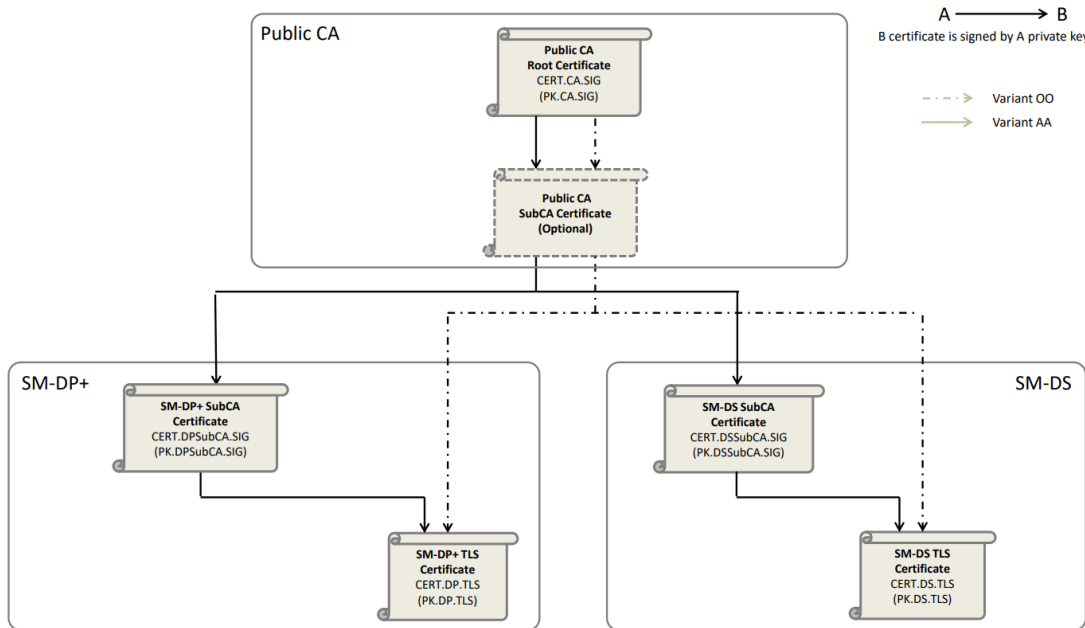 Public CA
A
B
B certificate is signed by A private key
Variant OO
Variant AA
Public CA
Root Certificate
CERT.CA.SIG
(PK.CA.SIG)
Public CA
SubCA Certificate
(Optional)
SM-DP+
SM-DP+ SubCA
Certificate
CERT.DPSubCA.SIG
(PK.DPSubCA.SIG)
SM-DP+ TLS
Certificate
CERT.DP.TLS
(PK.DP.TLS)
SM-DS
SM-DS SubCA
Certificate
CERT.DSSubCA.SIG
(PK.DSSubCA.SIG)
SM-DS TLS
Certificate
CERT.DS.TLS
(PK.DS.TLS)